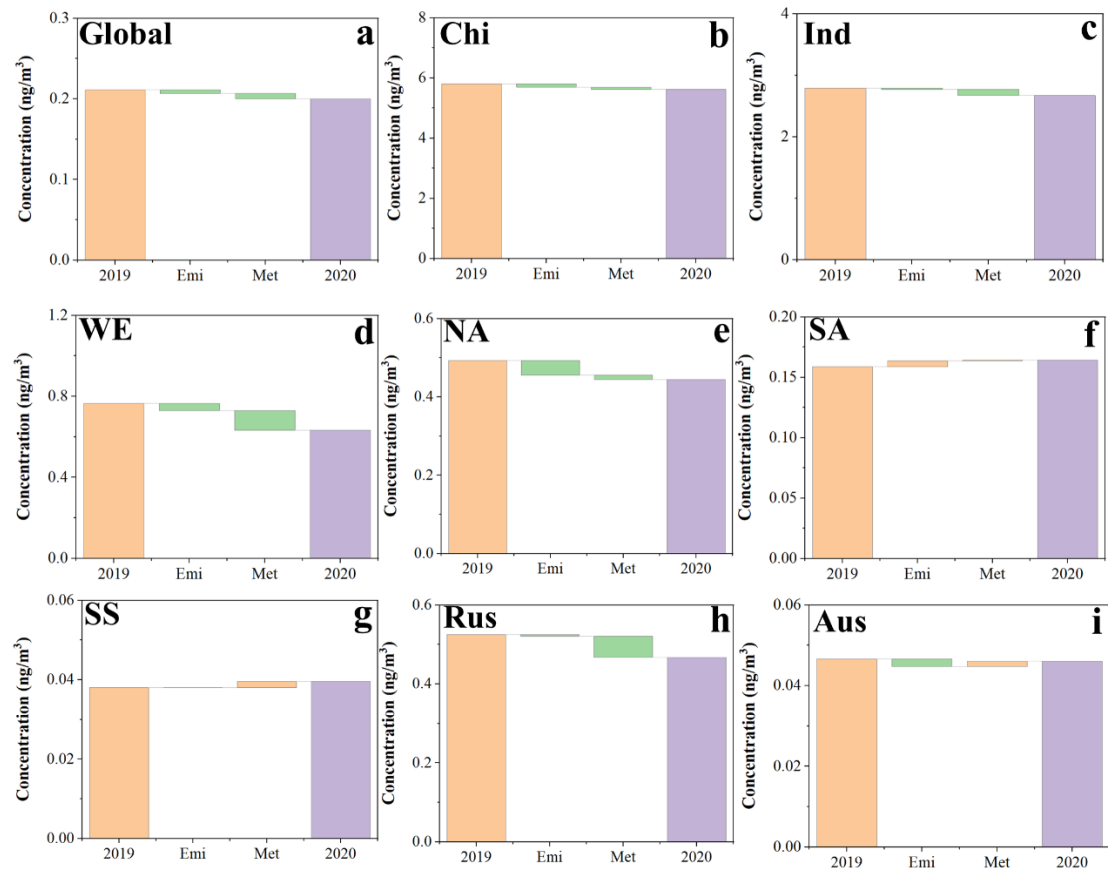 Global a
Concentration (ng/m³)
0.3
0.2
0.1
0.0
2019 Emi Met 2020
Chi b
Concentration (ng/m³)
8
6
4
2
0
2019 Emi Met 2020
Ind c
Concentration (ng/m³)
4
2
0
2019 Emi Met 2020
WE d
Concentration (ng/m³)
1.2
0.8
0.4
0.0
2019 Emi Met 2020
NA e
Concentration (ng/m³)
0.6
0.4
0.2
0.0
2019 Emi Met 2020
SA f
Concentration (ng/m³)
0.20
0.15
0.10
0.05
0.00
2019 Emi Met 2020
SS g
Concentration (ng/m³)
0.06
0.04
0.02
0.00
2019 Emi Met 2020
Rus h
Concentration (ng/m³)
0.6
0.4
0.2
0.0
2019 Emi Met 2020
Aus i
Concentration (ng/m³)
0.06
0.04
0.02
0.00
2019 Emi Met 2020